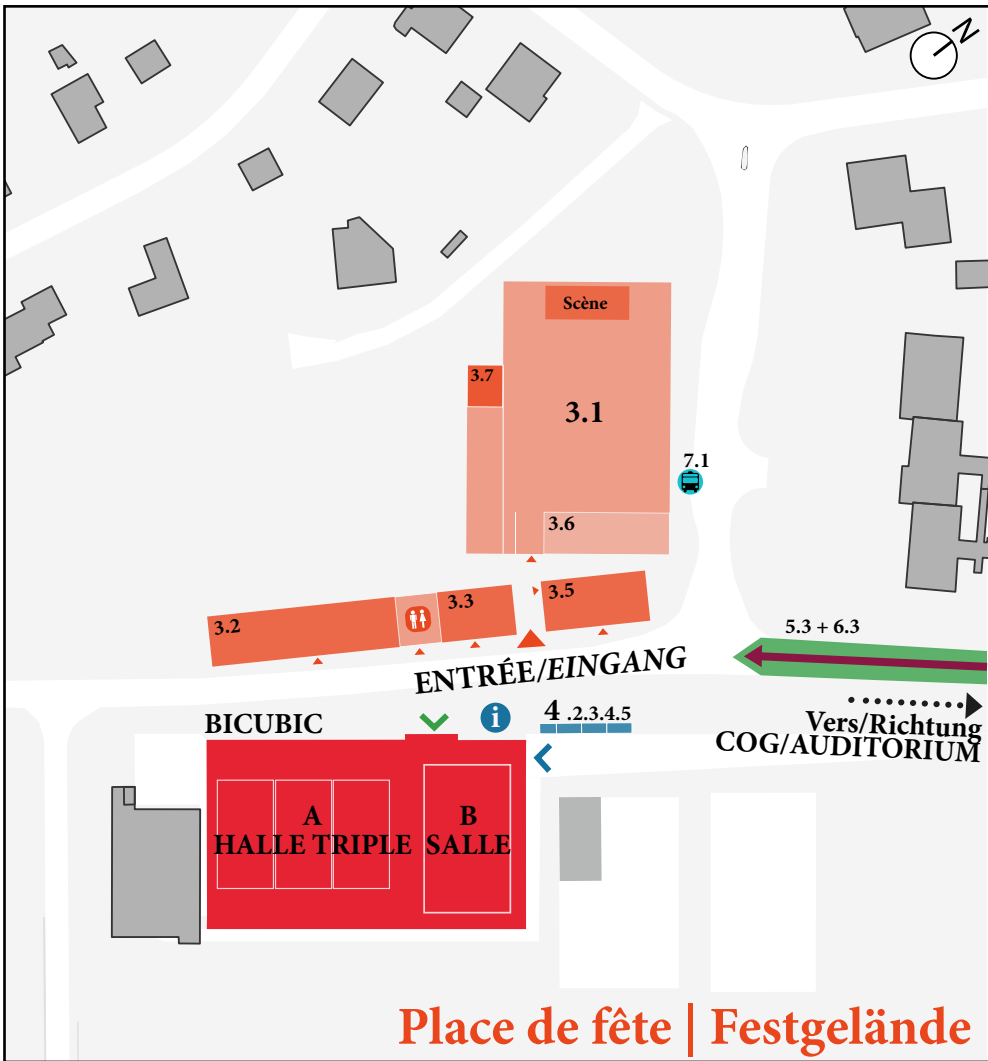 N
Scène
3.7
3.1
7.1
3.6
3.5
3.3
3.2
5.3 + 6.3
ENTRÉE/EINGANG
BICUBIC
i
4 .2.3.4.5
Vers/Richtung
COG/AUDITORIUM
A
HALLE TRIPLE
B
SALLE
Place de fête | Festgelände